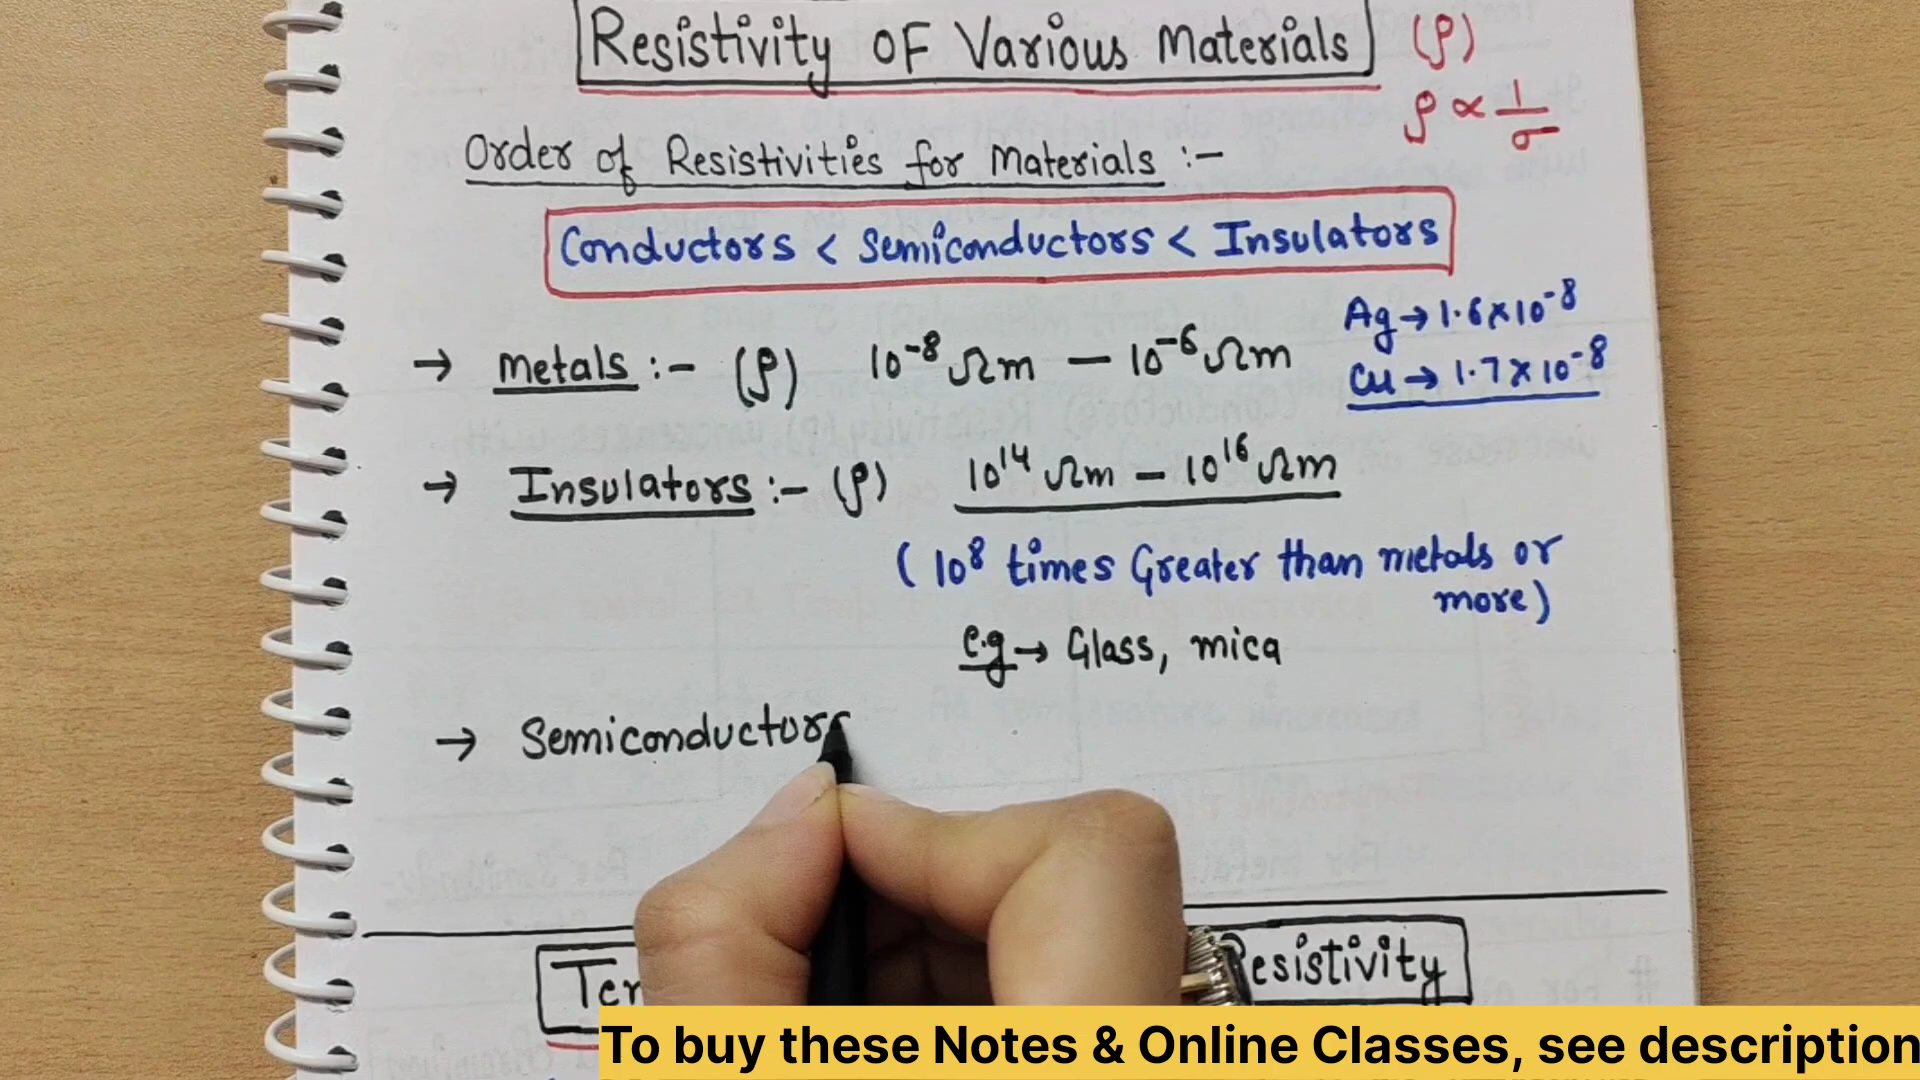 Resistivity OF Various Materials (ρ)
ρ ∝ 1/σ
Order of Resistivities for Materials :-
Conductors < Semiconductors < Insulators
Ag → 1.6×10⁻⁸
→ Metals :- (ρ) 10⁻⁸ Ωm — 10⁻⁶ Ωm
Cu → 1.7×10⁻⁸
→ Insulators :- (ρ) 10¹⁴ Ωm — 10¹⁶ Ωm
(10⁸ times Greater than metals or
more)
e.g → Glass, mica
→ Semiconductors
Resistivity
To buy these Notes & Online Classes, see description